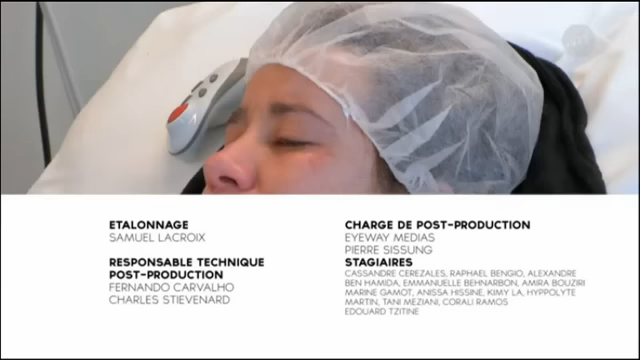 ETALONNAGE
SAMUEL LACROIX
RESPONSABLE TECHNIQUE
POST-PRODUCTION
FERNANDO CARVALHO
CHARLES STIEVENARD
CHARGE DE POST-PRODUCTION
EYEWAY MEDIAS
PIERRE SISSUNG
STAGIAIRES
CASSANDRE CEREZALES, RAPHAEL BENGIO, ALEXANDRE
BEN HAMIDA, EMMANUELLE BEHNARBON, AMIRA BOUZIRI
MARINE GAMOT, ANISSA HISSINE, KIMY LA, HYPPOLYTE
MARTIN, TANI MEZIANI, CORALI RAMOS
EDOUARD TZITINE